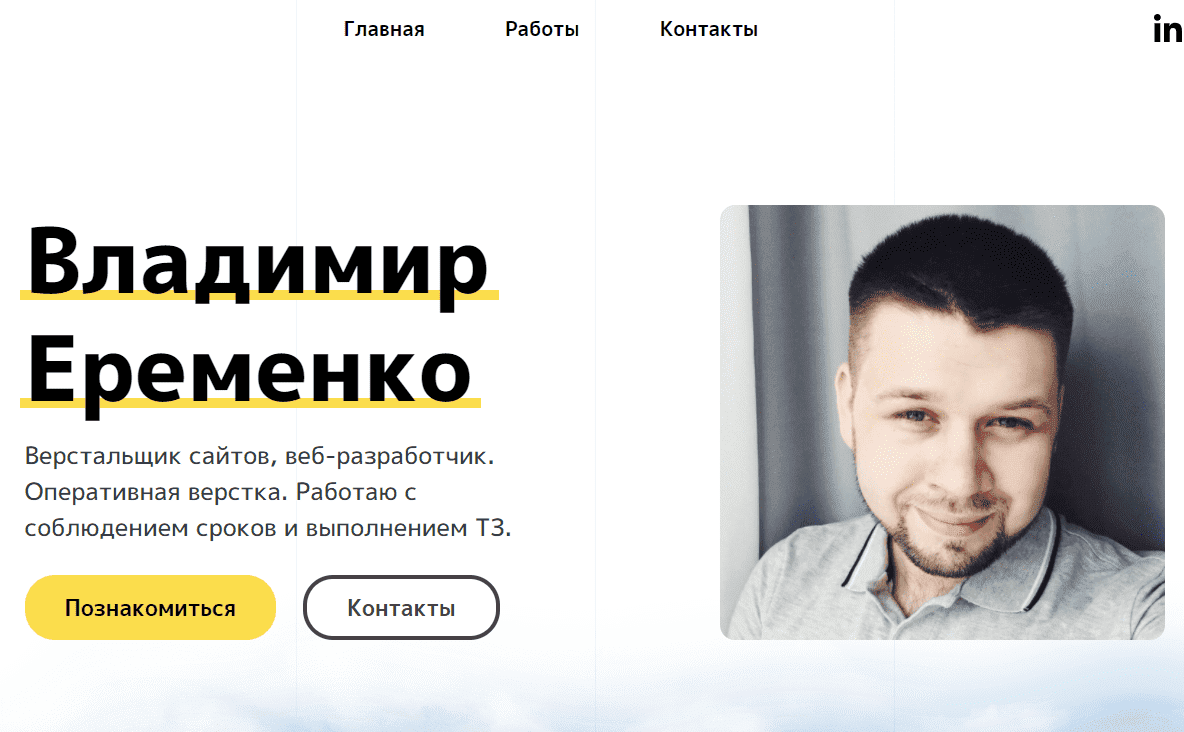 Главная Работы Контакты in
Владимир
Еременко
Верстальщик сайтов, веб-разработчик.
Оперативная верстка. Работаю с
соблюдением сроков и выполнением ТЗ.
Познакомиться Контакты